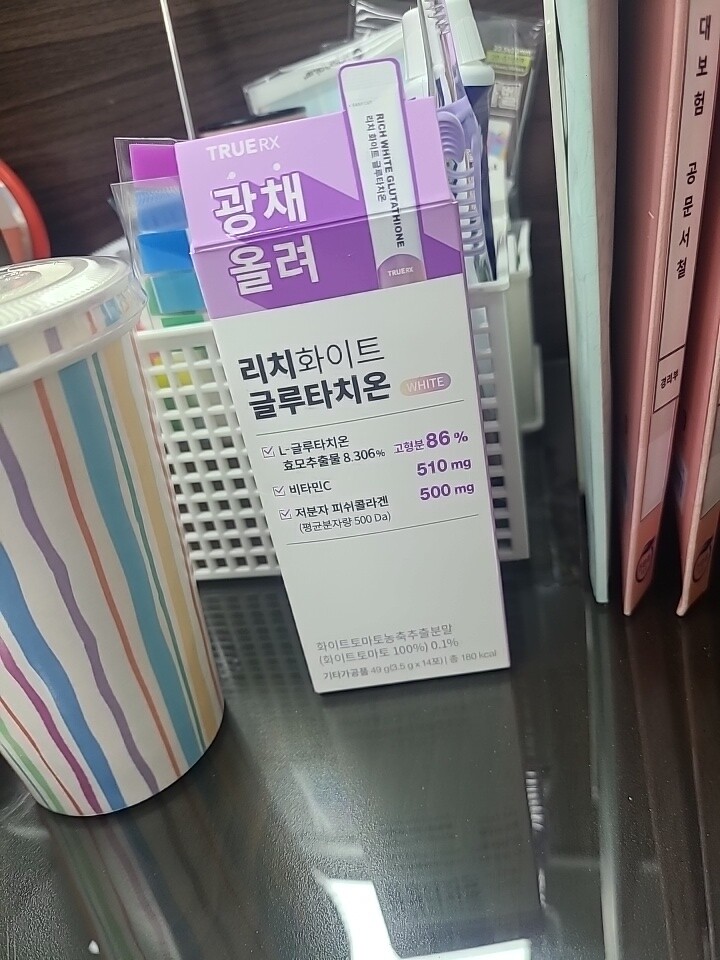 TRUERX
광채
올려
RICH WHITE GLUTATHIONE
리치 화이트 글루타치온
TRUERX
리치화이트
글루타치온 WHITE
L-글루타치온
효모추출물 8.306% 고형분 86 %
비타민C 510 mg
저분자 피쉬콜라겐 500 mg
(평균분자량 500 Da)
화이트토마토농축추출분말
(화이트토마토 100%) 0.1%
기타가공품 49 g(3.5 g x 14포) | 총 180 kcal
대보험 공문서철